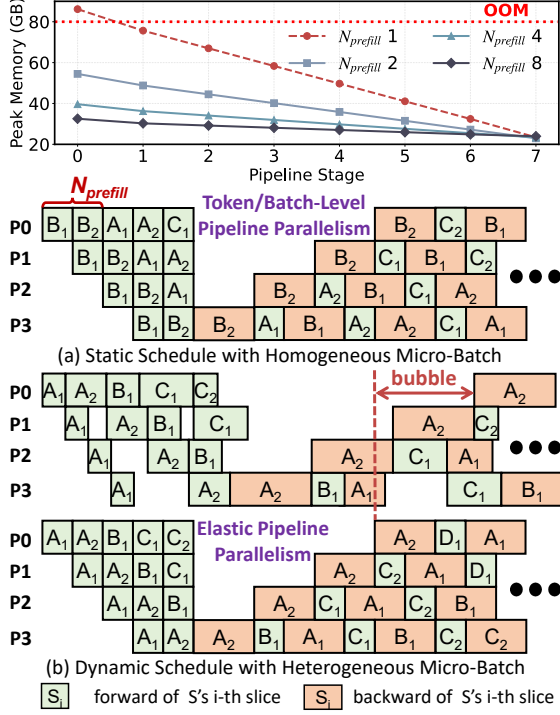 OOM
Peak Memory (GB)
80
60
40
20
N_prefill 1
N_prefill 2
N_prefill 4
N_prefill 8
0 1 2 3 4 5 6 7
Pipeline Stage
N_prefill
Token/Batch-Level
Pipeline Parallelism
P0 B₁ B₂ A₁ A₂ C₁ B₂ C₂ B₁
P1 B₁ B₂ A₁ A₂ B₂ C₁ B₁ C₂
P2 B₁ B₂ A₁ B₂ A₂ B₁ C₁ A₂
P3 B₁ B₂ B₂ A₁ B₁ A₂ A₂ C₁ A₁
(a) Static Schedule with Homogeneous Micro-Batch
bubble
P0 A₁ A₂ B₁ C₁ C₂ A₂
P1 A₁ A₂ B₁ C₁ A₂ C₂
P2 A₁ A₂ B₁ A₂ C₁ A₁
P3 A₁ A₂ A₂ B₁ A₁ C₁ B₁
Elastic Pipeline
Parallelism
P0 A₁ A₂ B₁ C₁ C₂ A₂ D₁ A₁
P1 A₁ A₂ B₁ C₁ A₂ C₂ A₁ D₁
P2 A₁ A₂ B₁ A₂ C₁ A₁ C₂ B₁
P3 A₁ A₂ A₂ B₁ A₁ C₁ B₁ C₂ C₂
(b) Dynamic Schedule with Heterogeneous Micro-Batch
Sᵢ forward of S's i-th slice Sᵢ backward of S's i-th slice